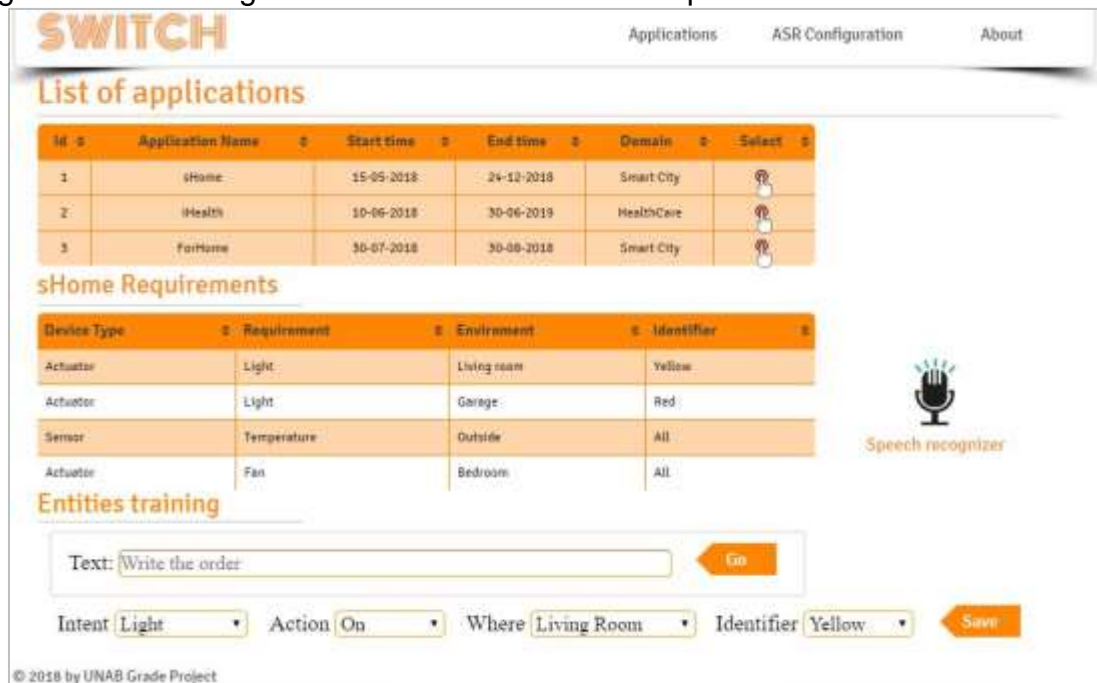 SWITCH Applications ASR Configuration About
List of applications
Id Application Name Start time End time Domain Select
1 sHome 15-05-2018 24-12-2018 Smart City
2 iHealth 10-06-2018 30-06-2019 HealthCare
3 ForHome 30-07-2018 30-08-2018 Smart City
sHome Requirements
Device Type Requirement Enviroment Identifier
Actuator Light Living room Yellow
Actuator Light Garage Red
Sensor Temperature Outside All
Actuator Fan Bedroom All
Speech recognizer
Entities training
Text: Write the order Go
Intent Light Action On Where Living Room Identifier Yellow Save
© 2018 by UNAB Grade Project